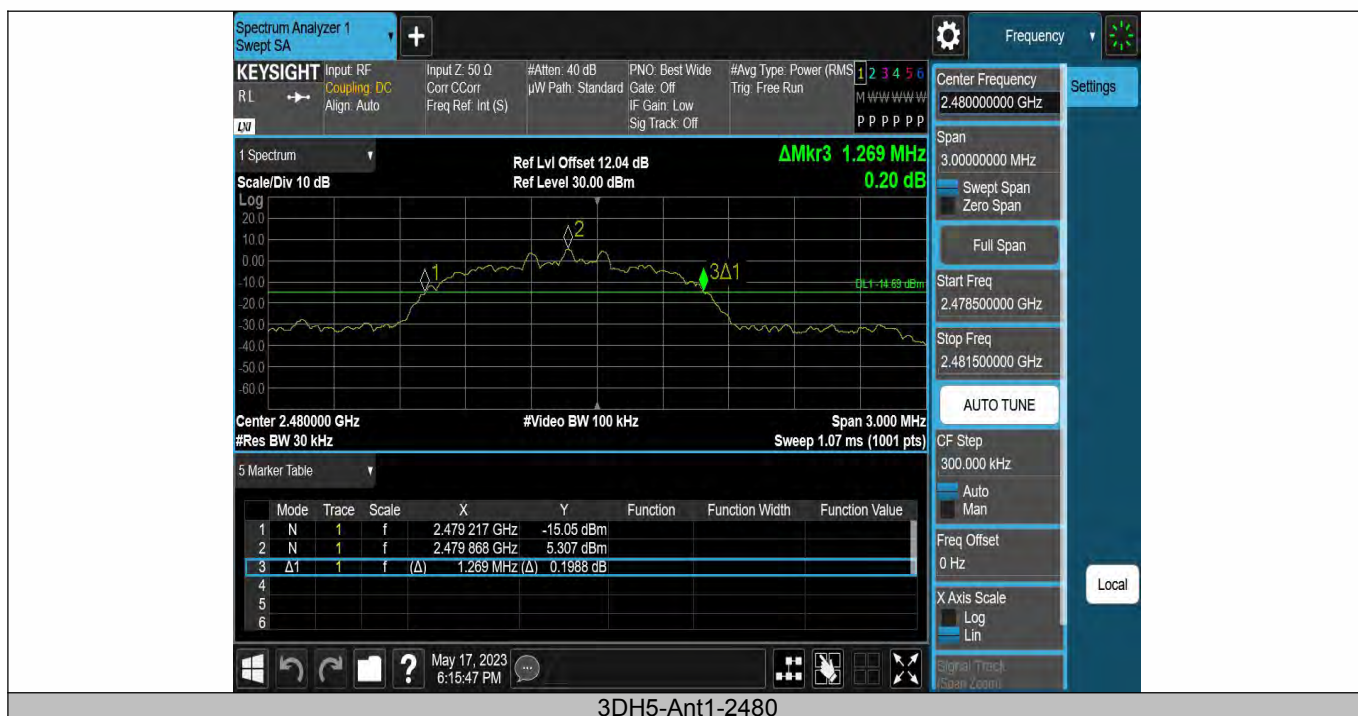 Spectrum Analyzer 1
Swept SA
+
Frequency
KEYSIGHT
R L
LXI
Input: RF
Coupling: DC
Align: Auto
Input Z: 50 Ω
Corr CCorr
Freq Ref: Int (S)
#Atten: 40 dB
µW Path: Standard
PNO: Best Wide
Gate: Off
IF Gain: Low
Sig Track: Off
#Avg Type: Power (RMS
Trig: Free Run
1 2 3 4 5 6
M W W W W W
P P P P P P
Center Frequency
2.480000000 GHz
Settings
Span
3.00000000 MHz
Swept Span
Zero Span
Full Span
Start Freq
2.478500000 GHz
Stop Freq
2.481500000 GHz
AUTO TUNE
CF Step
300.000 kHz
Auto
Man
Freq Offset
0 Hz
X Axis Scale
Log
Lin
Signal Track
(Span Zoom)
Local
1 Spectrum
Scale/Div 10 dB
Ref Lvl Offset 12.04 dB
Ref Level 30.00 dBm
ΔMkr3 1.269 MHz
0.20 dB
Log
20.0
10.0
0.00
-10.0
-20.0
-30.0
-40.0
-50.0
-60.0
1
2
3Δ1
DL1 -14.69 dBm
Center 2.480000 GHz
#Video BW 100 kHz
Span 3.000 MHz
#Res BW 30 kHz
Sweep 1.07 ms (1001 pts)
5 Marker Table
Mode Trace Scale X Y Function Function Width Function Value
1 N 1 f 2.479 217 GHz -15.05 dBm
2 N 1 f 2.479 868 GHz 5.307 dBm
3 Δ1 1 f (Δ) 1.269 MHz (Δ) 0.1988 dB
4
5
6
?
May 17, 2023
6:15:47 PM
3DH5-Ant1-2480